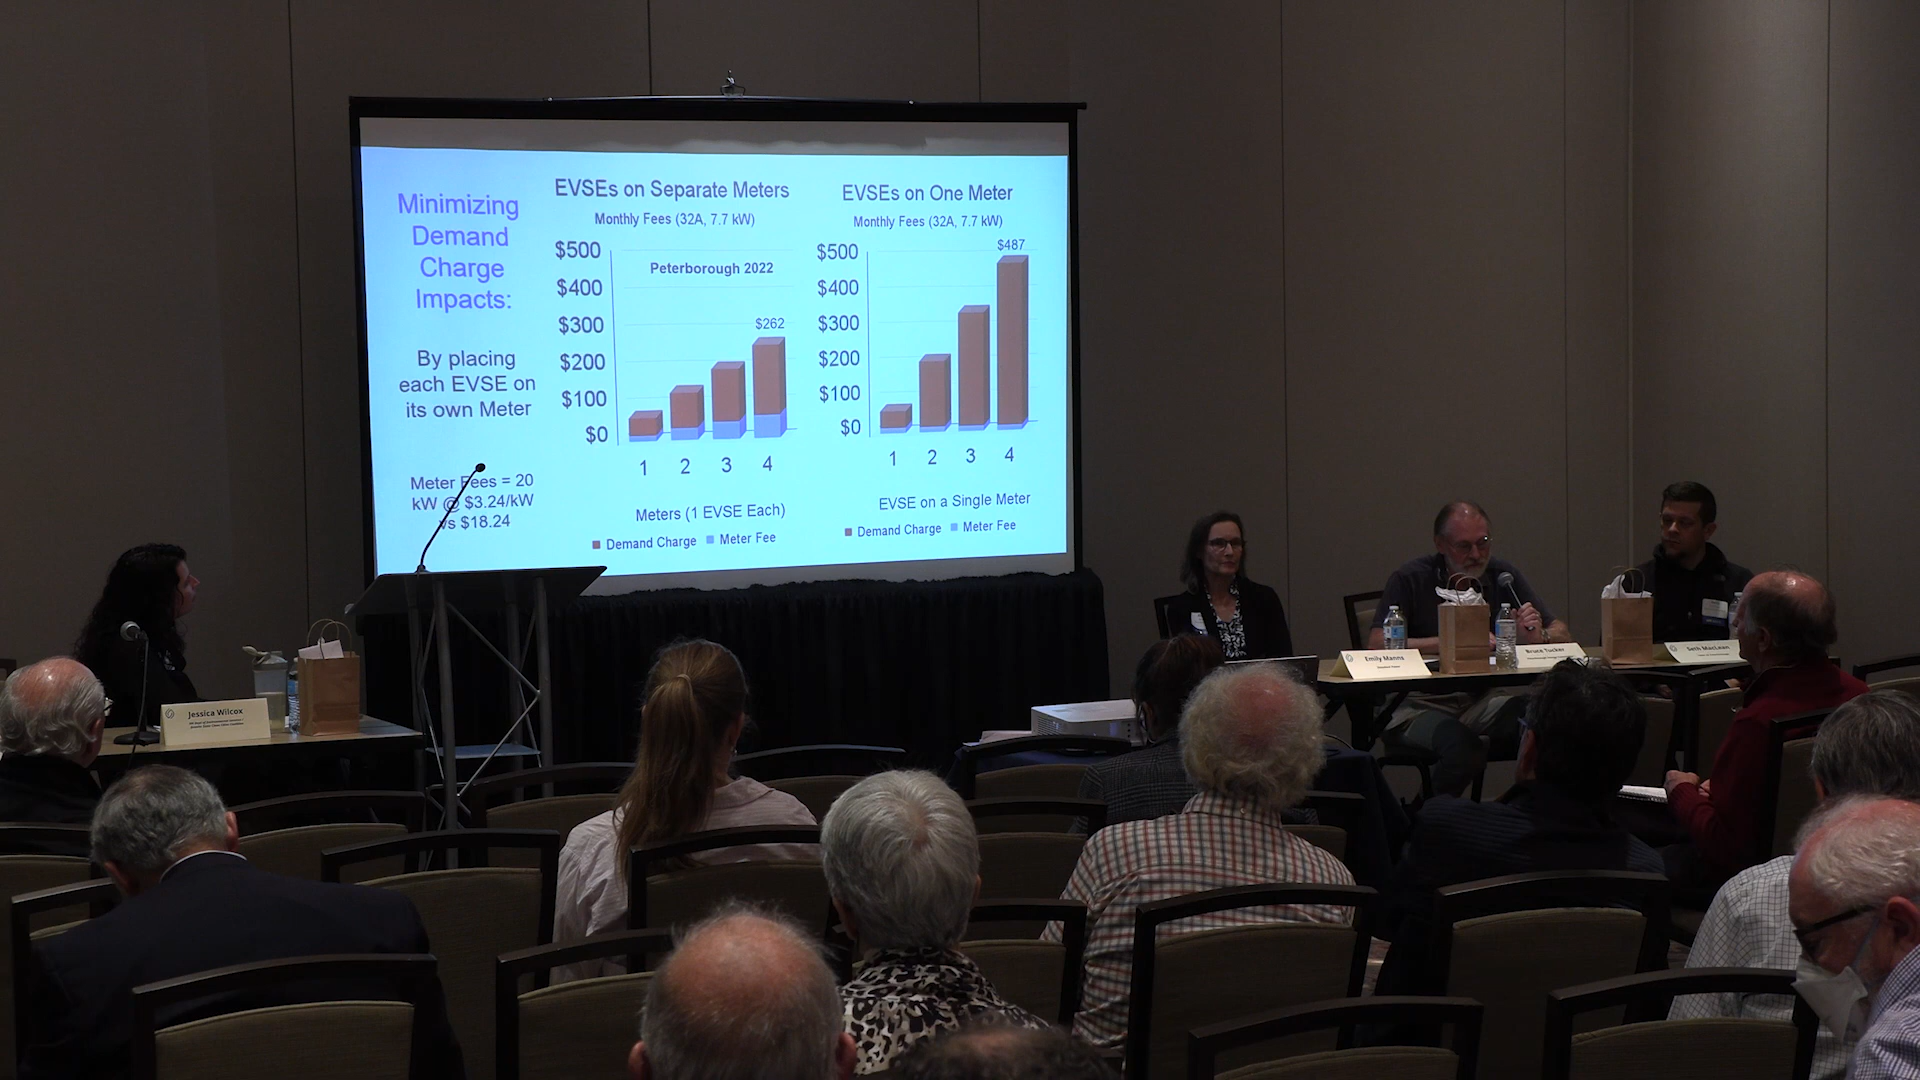 Minimizing
Demand
Charge
Impacts:
By placing
each EVSE on
its own Meter
Meter Fees = 20
kW @ $3.24/kW
vs $18.24
EVSEs on Separate Meters
Monthly Fees (32A, 7.7 kW)
Peterborough 2022
$500
$400
$300
$200
$100
$0
$262
1 2 3 4
Meters (1 EVSE Each)
Demand Charge Meter Fee
EVSEs on One Meter
Monthly Fees (32A, 7.7 kW)
$487
$500
$400
$300
$200
$100
$0
1 2 3 4
EVSE on a Single Meter
Demand Charge Meter Fee
Jessica Wilcox
Emily Manns
Bruce Tucker
Seth MacLean